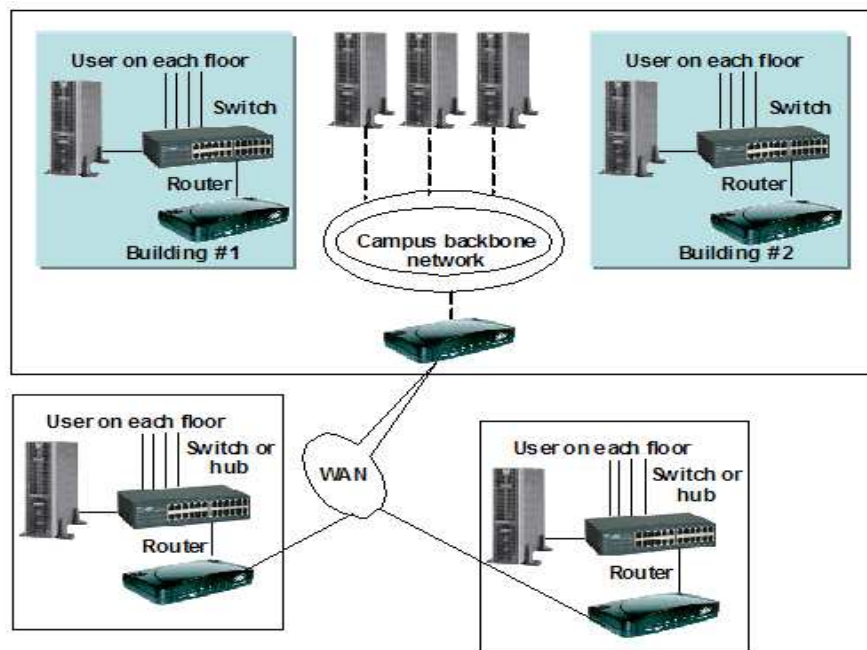 User on each floor
Switch
Router
Building #1
Campus backbone
network
User on each floor
Switch
Router
Building #2
User on each floor
Switch or
hub
Router
WAN
User on each floor
Switch or
hub
Router